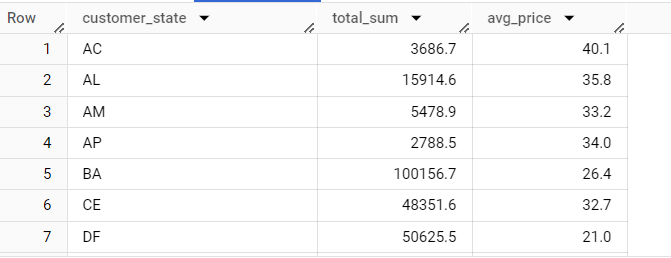 Row customer_state total_sum avg_price
1 AC 3686.7 40.1
2 AL 15914.6 35.8
3 AM 5478.9 33.2
4 AP 2788.5 34.0
5 BA 100156.7 26.4
6 CE 48351.6 32.7
7 DF 50625.5 21.0